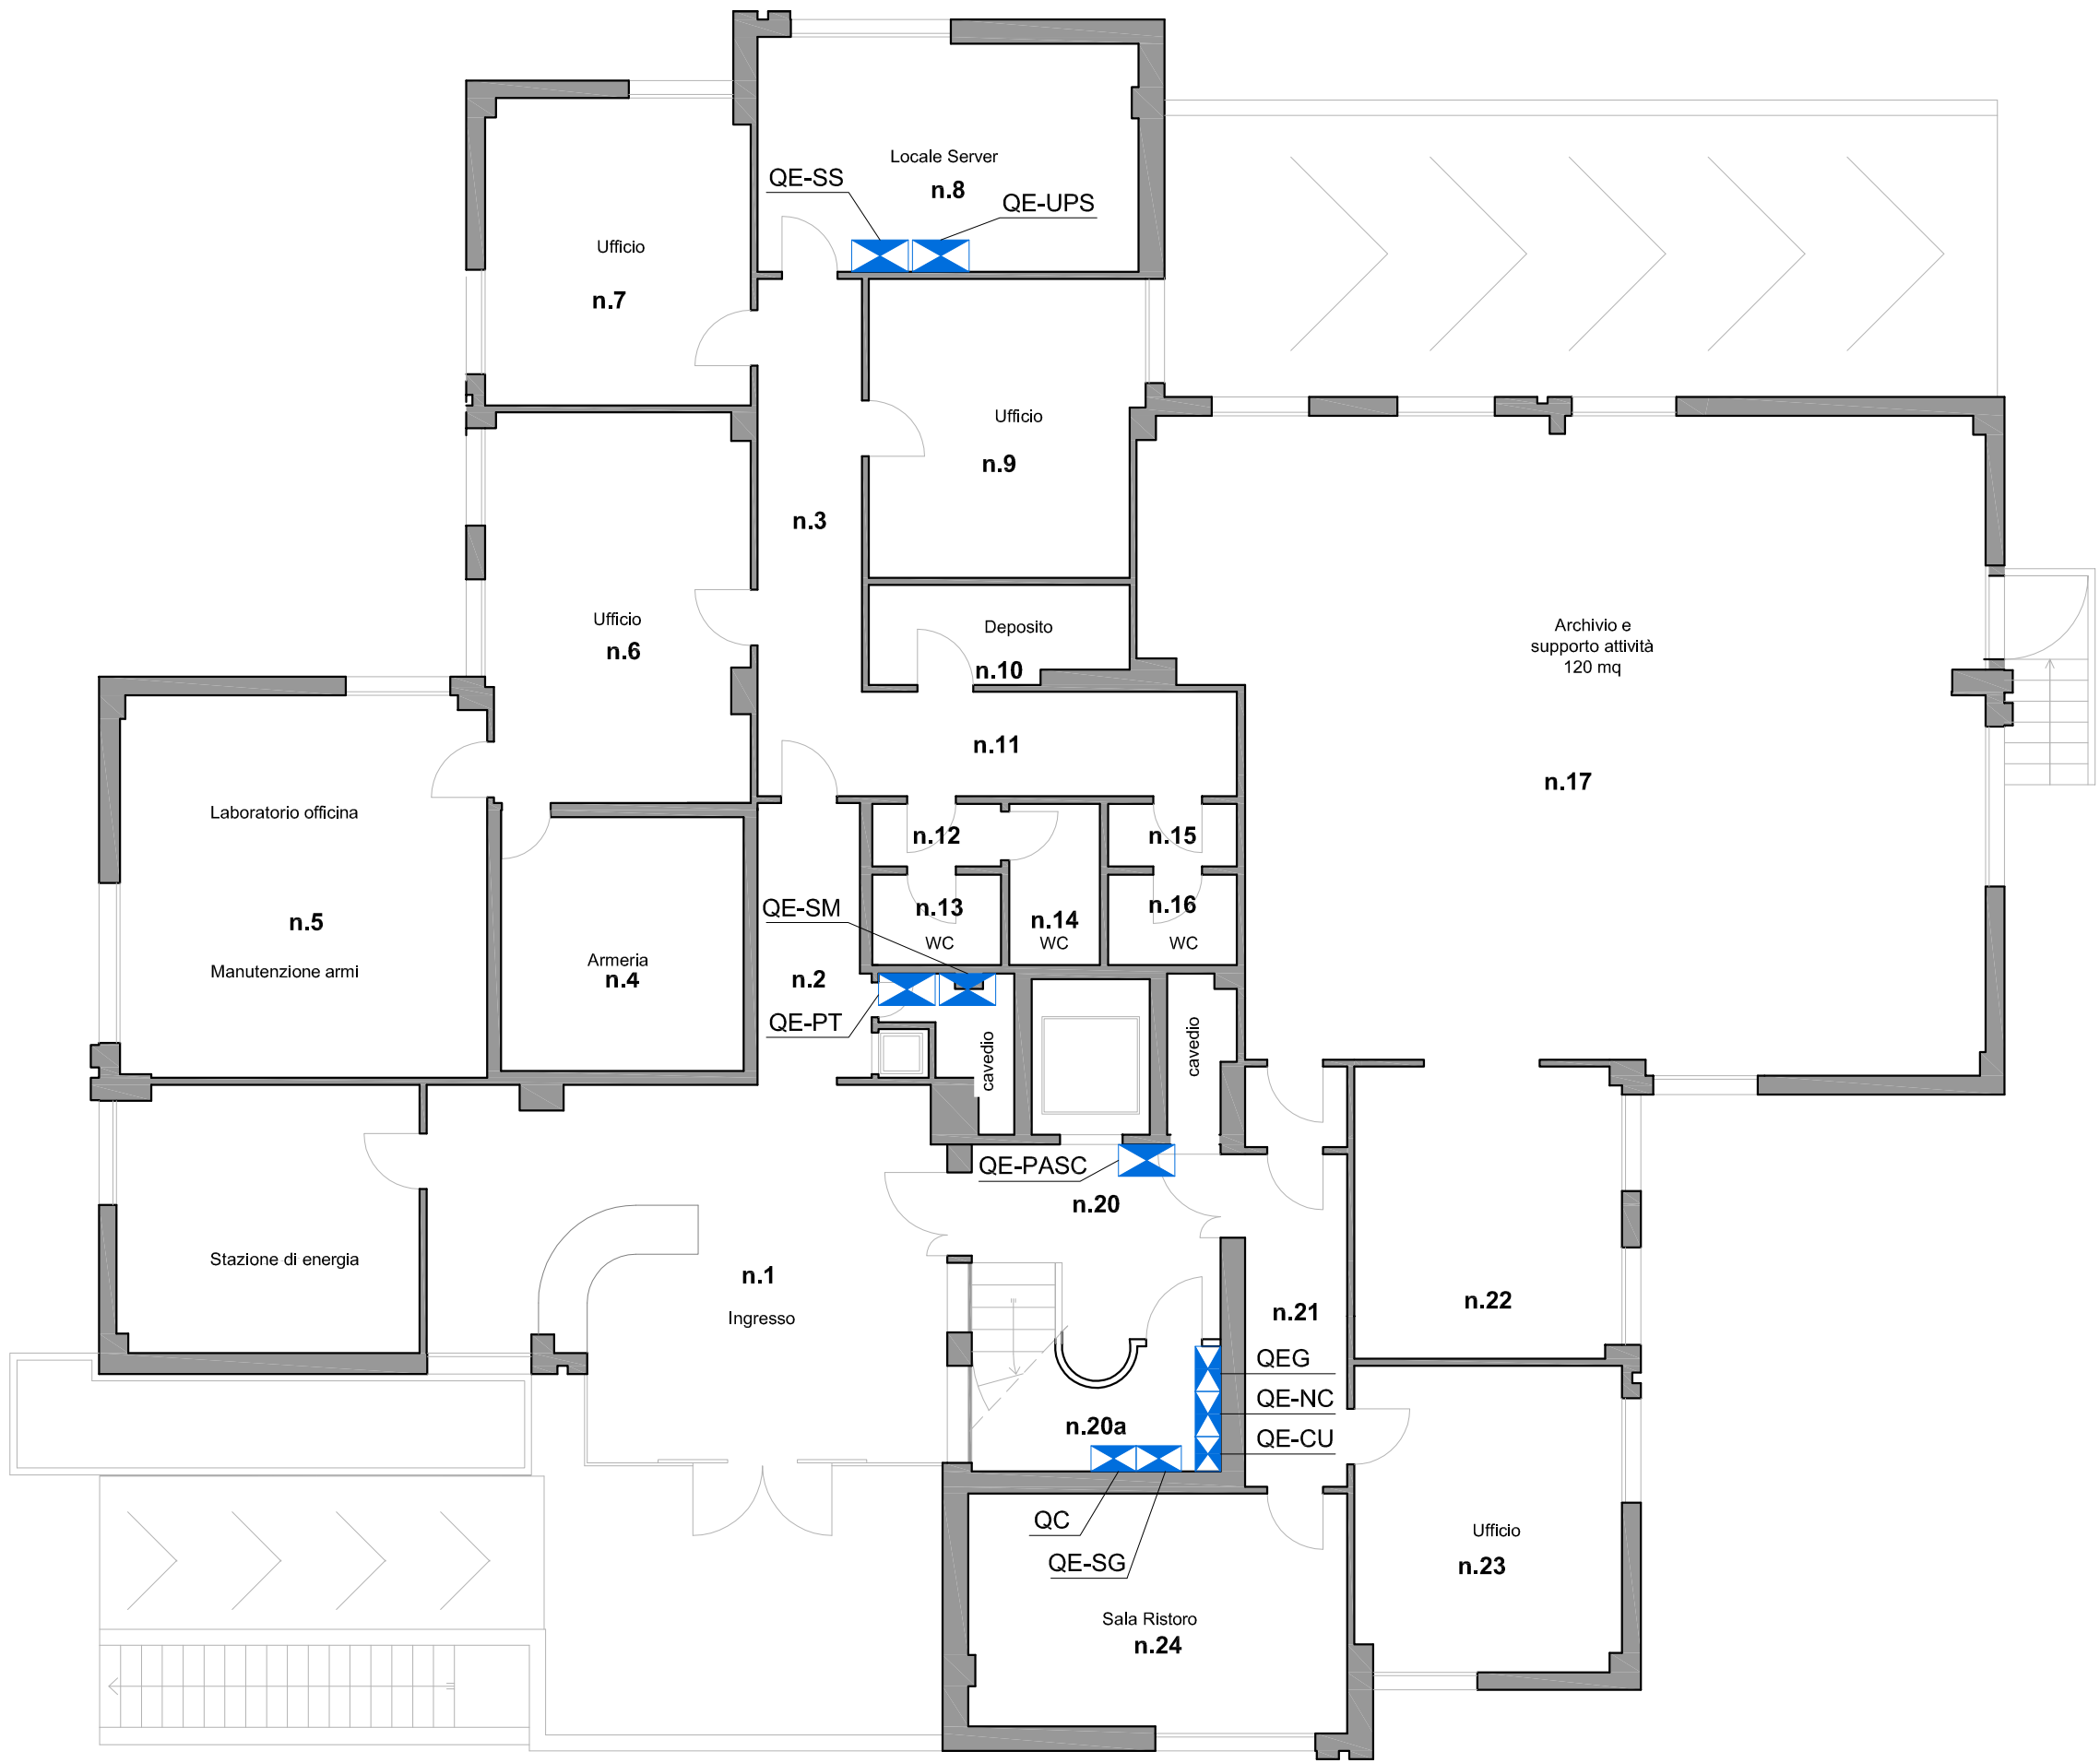 Locale Server
n.8
QE-SS
QE-UPS
Ufficio
n.7
Ufficio
n.9
n.3
Ufficio
n.6
Deposito
n.10
Archivio e
supporto attività
120 mq
n.17
n.11
Laboratorio officina
n.5
Manutenzione armi
n.12
n.15
n.13
WC
n.14
WC
n.16
WC
QE-SM
Armeria
n.4
n.2
QE-PT
cavedio
cavedio
QE-PASC
n.20
Stazione di energia
n.1
Ingresso
n.21
n.22
QEG
QE-NC
QE-CU
n.20a
QC
QE-SG
Ufficio
n.23
Sala Ristoro
n.24